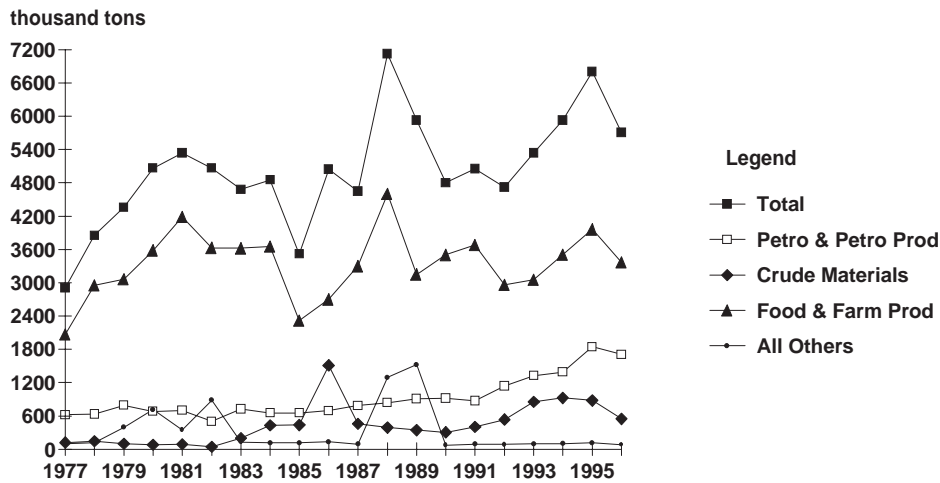 thousand tons
7200
6600
6000
5400
4800
4200
3600
3000
2400
1800
1200
600
0
1977 1979 1981 1983 1985 1987 1989 1991 1993 1995
Legend
Total
Petro & Petro Prod
Crude Materials
Food & Farm Prod
All Others